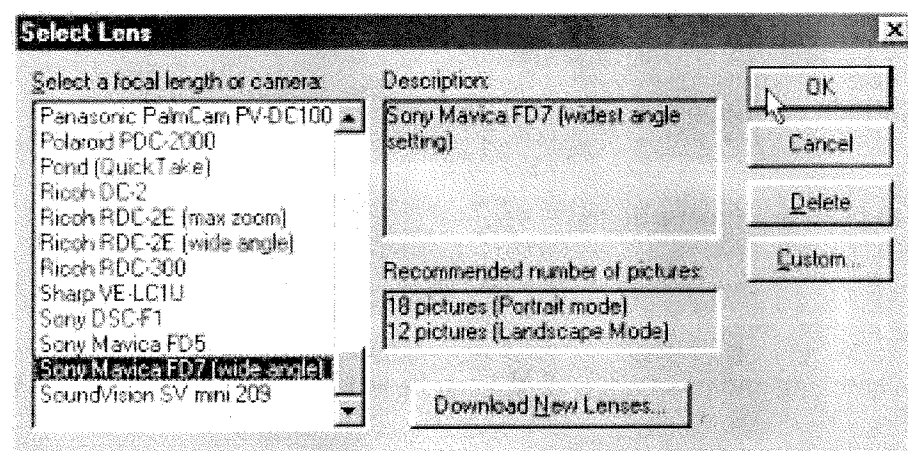 Select Lens
Select a focal length or camera:
Panasonic PalmCam PV-DC100
Polaroid PDC-2000
Pond (QuickTake)
Ricoh DC-2
Ricoh RDC-2E (max zoom)
Ricoh RDC-2E (wide angle)
Ricoh RDC-300
Sharp VE-LC1U
Sony DSC-F1
Sony Mavica FD5
Sony Mavica FD7 (wide angle)
SoundVision SV mini 209
Description:
Sony Mavica FD7 (widest angle
setting)
Recommended number of pictures:
18 pictures (Portrait mode)
12 pictures (Landscape Mode)
Download New Lenses...
OK
Cancel
Delete
Custom...